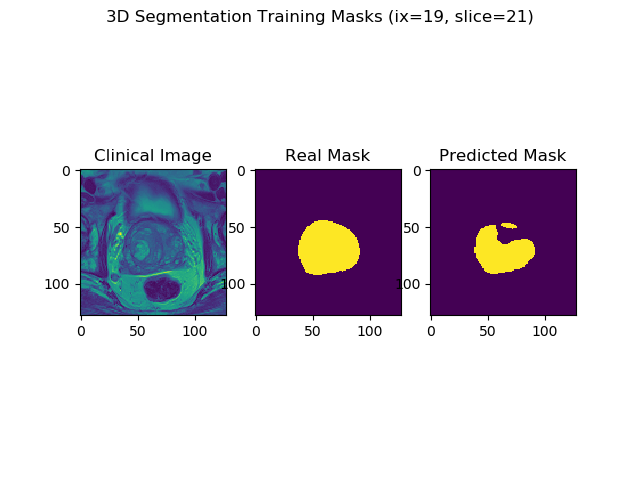 3D Segmentation Training Masks (ix=19, slice=21)
Clinical Image Real Mask Predicted Mask
0 0 0
50 50 50
100 100 100
0 50 100 0 50 100 0 50 100